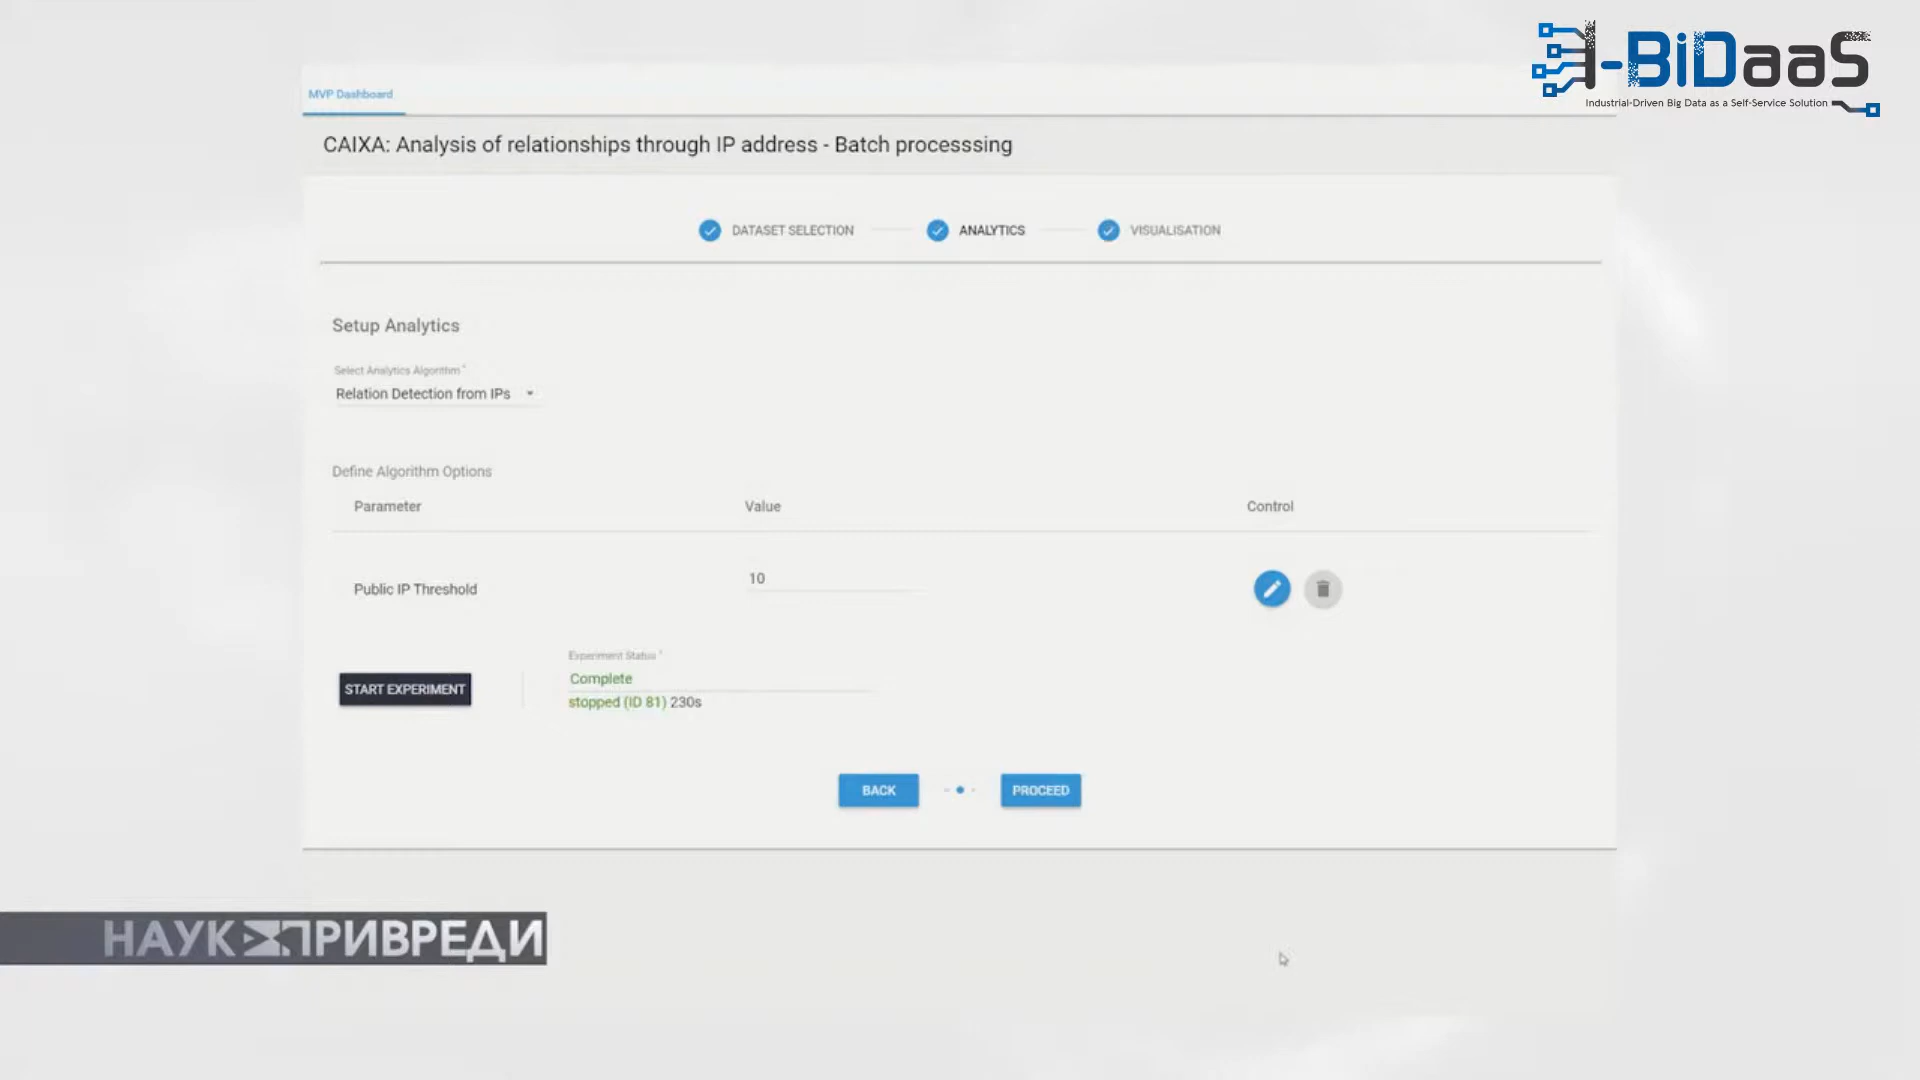 I-BiDaaS
Industrial-Driven Big Data as a Self-Service Solution
MVP Dashboard
CAIXA: Analysis of relationships through IP address - Batch processsing
DATASET SELECTION
ANALYTICS
VISUALISATION
Setup Analytics
Select Analytics Algorithm *
Relation Detection from IPs
Define Algorithm Options
Parameter Value Control
Public IP Threshold 10
START EXPERIMENT
Experiment Status *
Complete
stopped (ID 81) 230s
BACK PROCEED
ПРИВРЕДИ